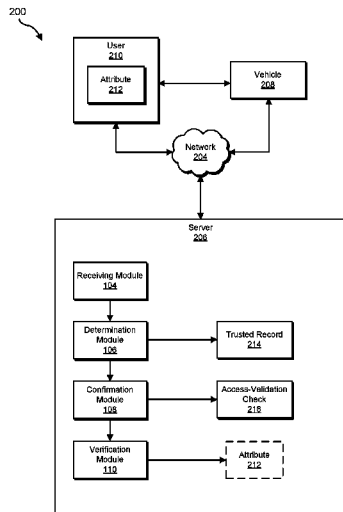 200
User
210
Attribute
212
Vehicle
208
Network
204
Server
206
Receiving Module
104
Determination
Module
106
Trusted Record
214
Confirmation
Module
108
Access-Validation
Check
216
Verification
Module
110
Attribute
212